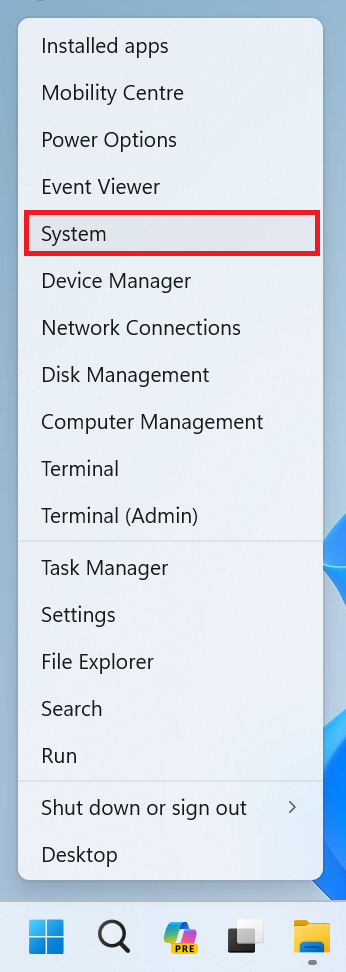 Installed apps
Mobility Centre
Power Options
Event Viewer
System
Device Manager
Network Connections
Disk Management
Computer Management
Terminal
Terminal (Admin)
Task Manager
Settings
File Explorer
Search
Run
Shut down or sign out
Desktop
PRE